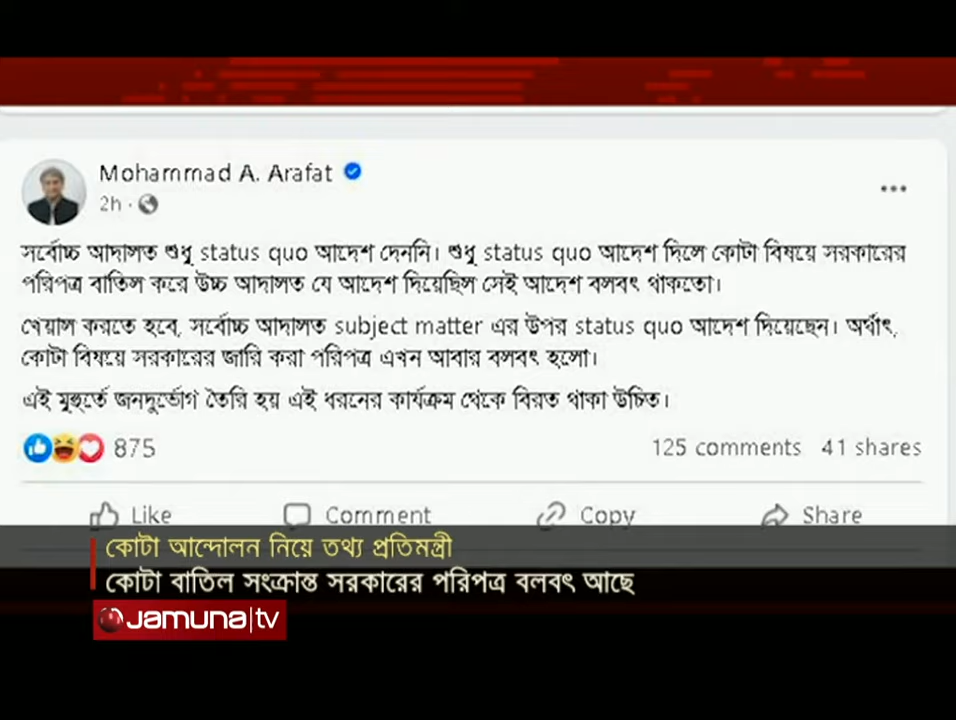 Mohammad A. Arafat
2h ·
সর্বোচ্চ আদালত শুধু status quo আদেশ দেননি। শুধু status quo আদেশ দিলে কোটা বিষয়ে সরকারের
পরিপত্র বাতিল করে উচ্চ আদালত যে আদেশ দিয়েছিল সেই আদেশ বলবৎ থাকতো।
খেয়াল করতে হবে, সর্বোচ্চ আদালত subject matter এর উপর status quo আদেশ দিয়েছেন। অর্থাৎ,
কোটা বিষয়ে সরকারের জারি করা পরিপত্র এখন আবার বলবৎ হলো।
এই মুহূর্তে জনদুর্ভোগ তৈরি হয় এই ধরনের কার্যক্রম থেকে বিরত থাকা উচিত।
875 125 comments 41 shares
Like Comment Copy Share
কোটা আন্দোলন নিয়ে তথ্য প্রতিমন্ত্রী
কোটা বাতিল সংক্রান্ত সরকারের পরিপত্র বলবৎ আছে
Jamuna|tv